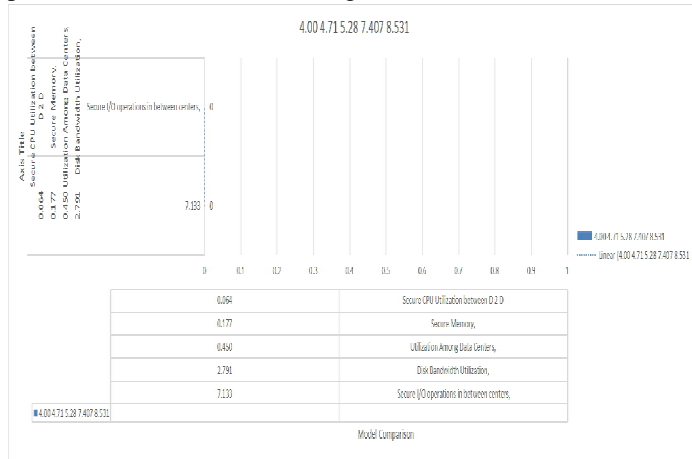 4.00 4.71 5.28 7.407 8.531
Axis Title
Secure CPU Utilization between
D 2 D
Secure Memory,
Utilization Among Data Centers,
Disk Bandwidth Utilization,
0.064
0.177
0.450
2.791
Secure I/O operations in between centers,
0
7.133
0
0 0.1 0.2 0.3 0.4 0.5 0.6 0.7 0.8 0.9 1
4.00 4.71 5.28 7.407 8.531
Linear (4.00 4.71 5.28 7.407 8.531
0.064 Secure CPU Utilization between D 2 D
0.177 Secure Memory,
0.450 Utilization Among Data Centers,
2.791 Disk Bandwidth Utilization,
7.133 Secure I/O operations in between centers,
4.00 4.71 5.28 7.407 8.531
Model Comparison